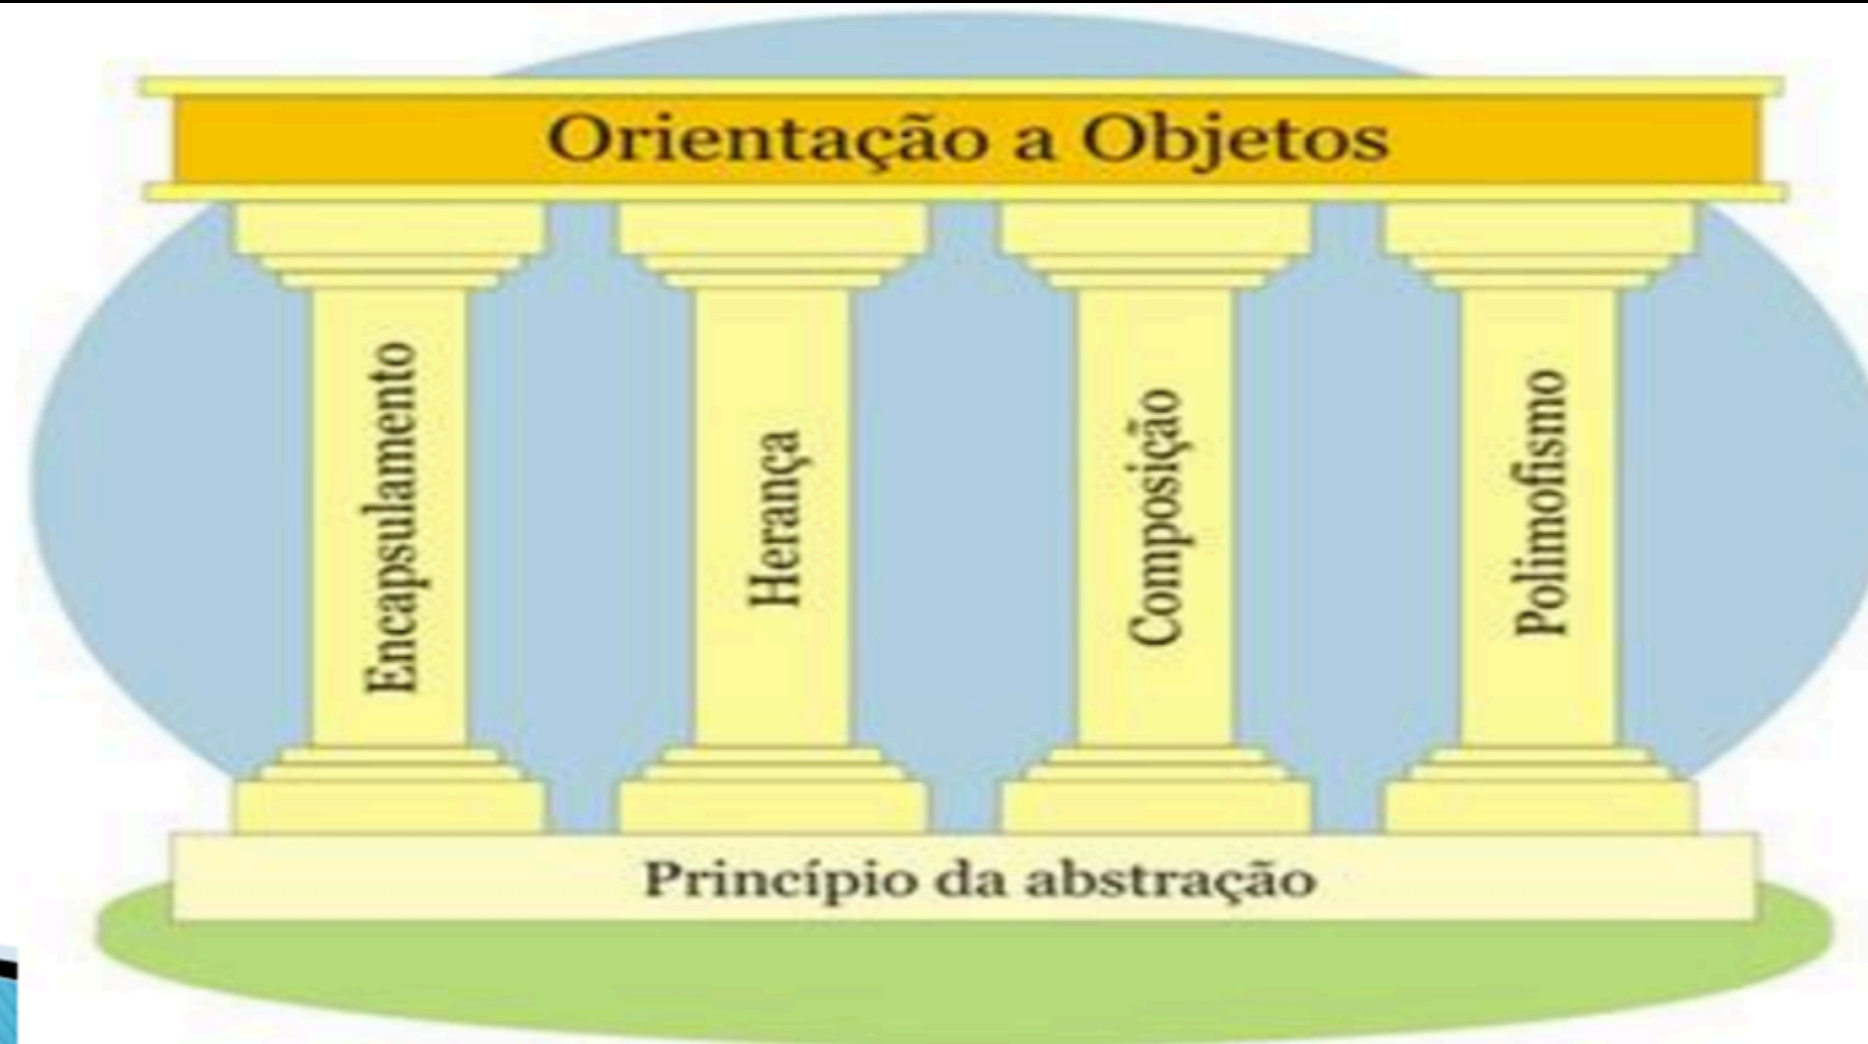 Orientação a Objetos
Encapsulamento
Herança
Composição
Polimofismo
Princípio da abstração